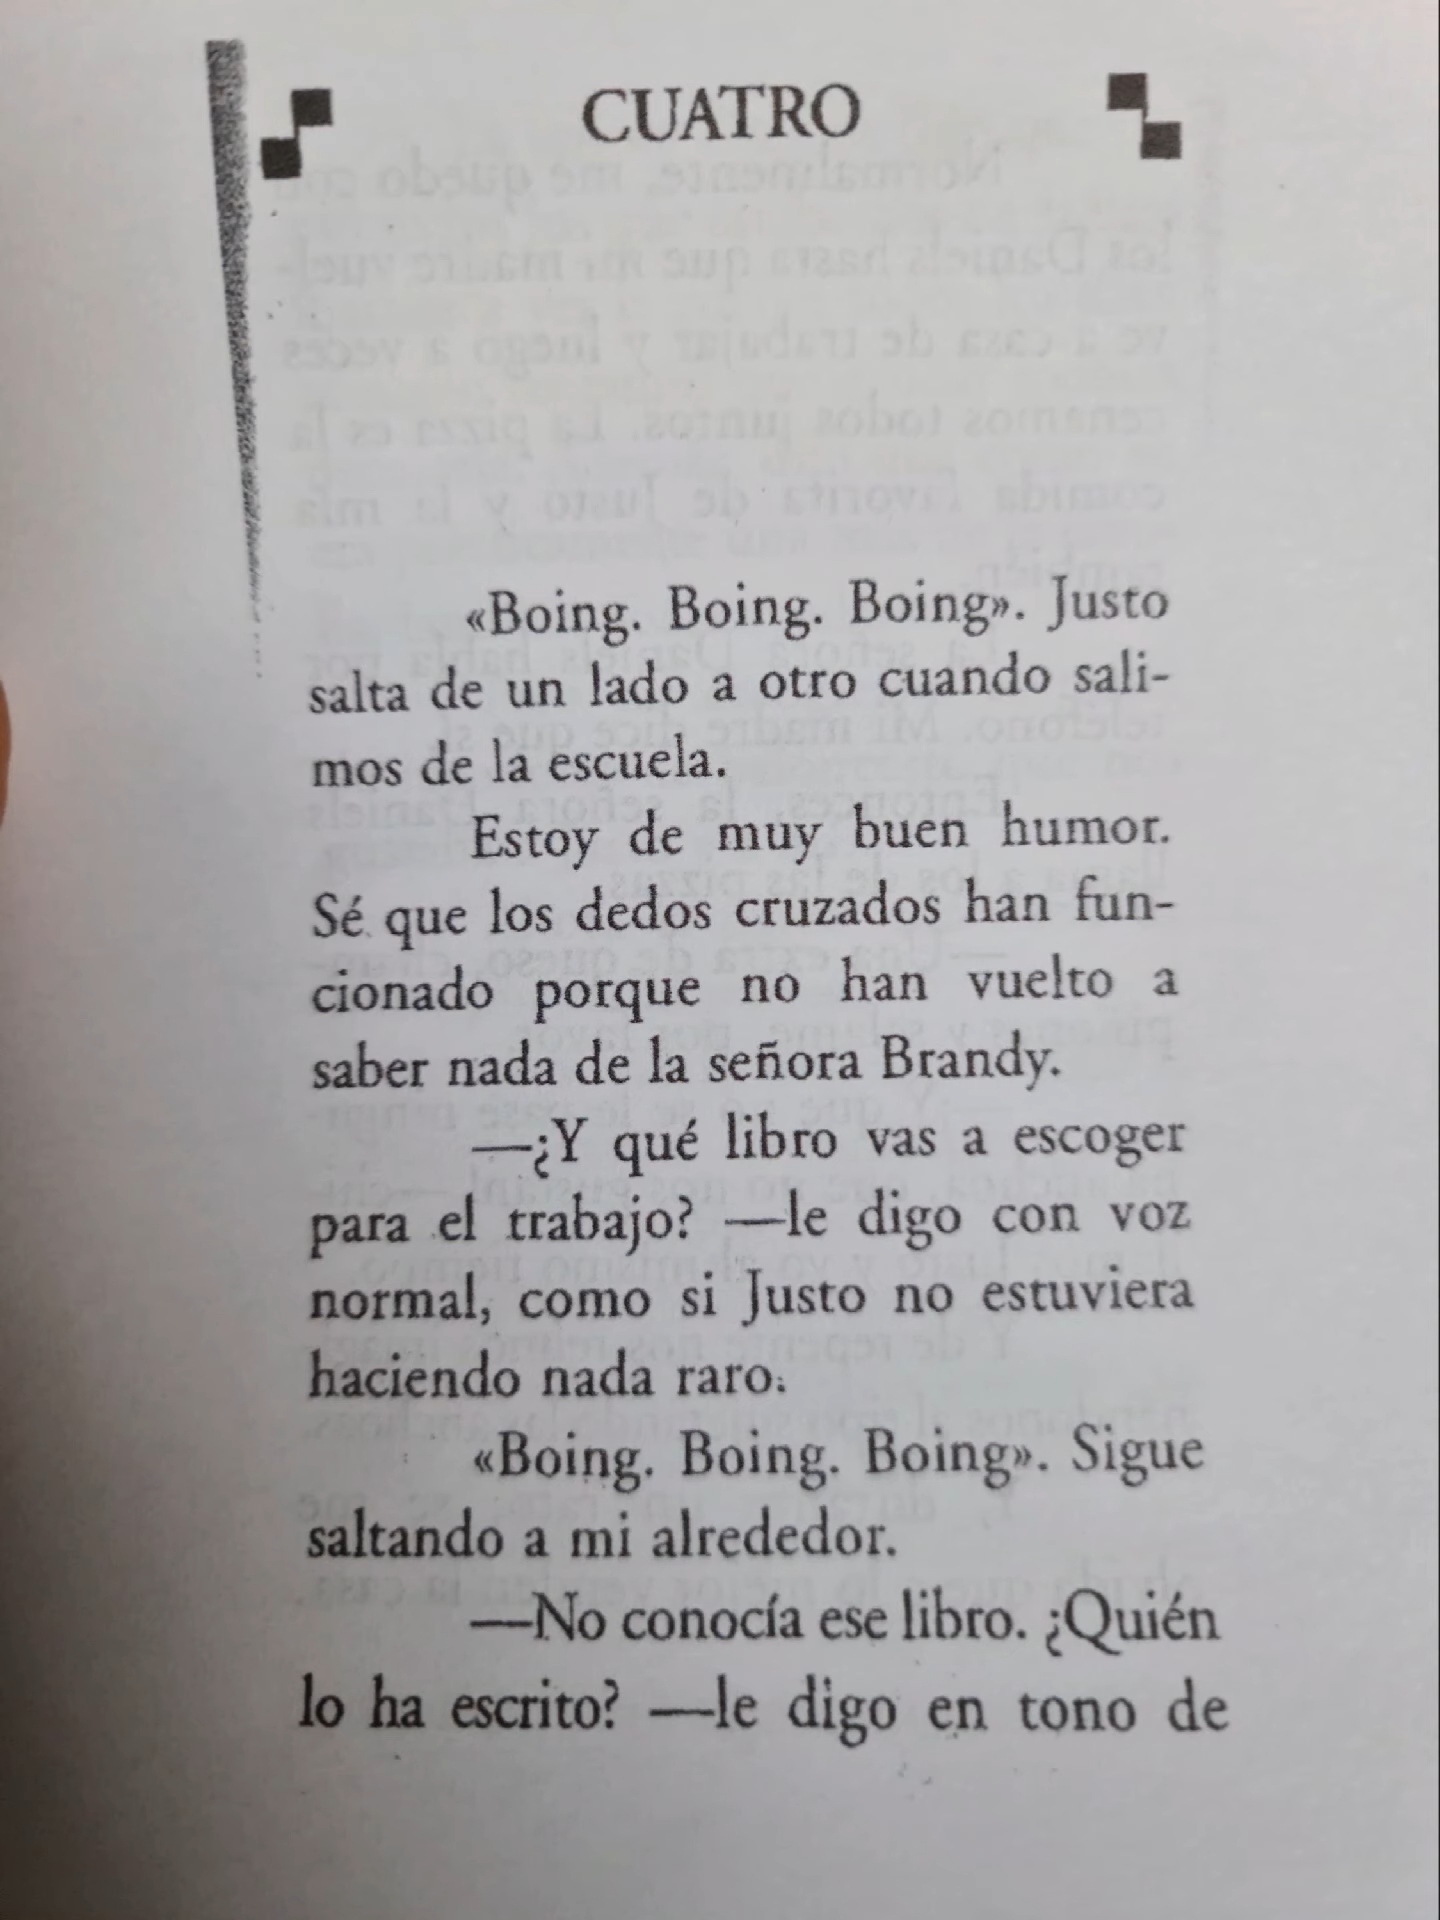 CUATRO
«Boing. Boing. Boing». Justo
salta de un lado a otro cuando sali-
mos de la escuela.
Estoy de muy buen humor.
Sé que los dedos cruzados han fun-
cionado porque no han vuelto a
saber nada de la señora Brandy.
—¿Y qué libro vas a escoger
para el trabajo? —le digo con voz
normal, como si Justo no estuviera
haciendo nada raro.
«Boing. Boing. Boing». Sigue
saltando a mi alrededor.
—No conocía ese libro. ¿Quién
lo ha escrito? —le digo en tono de